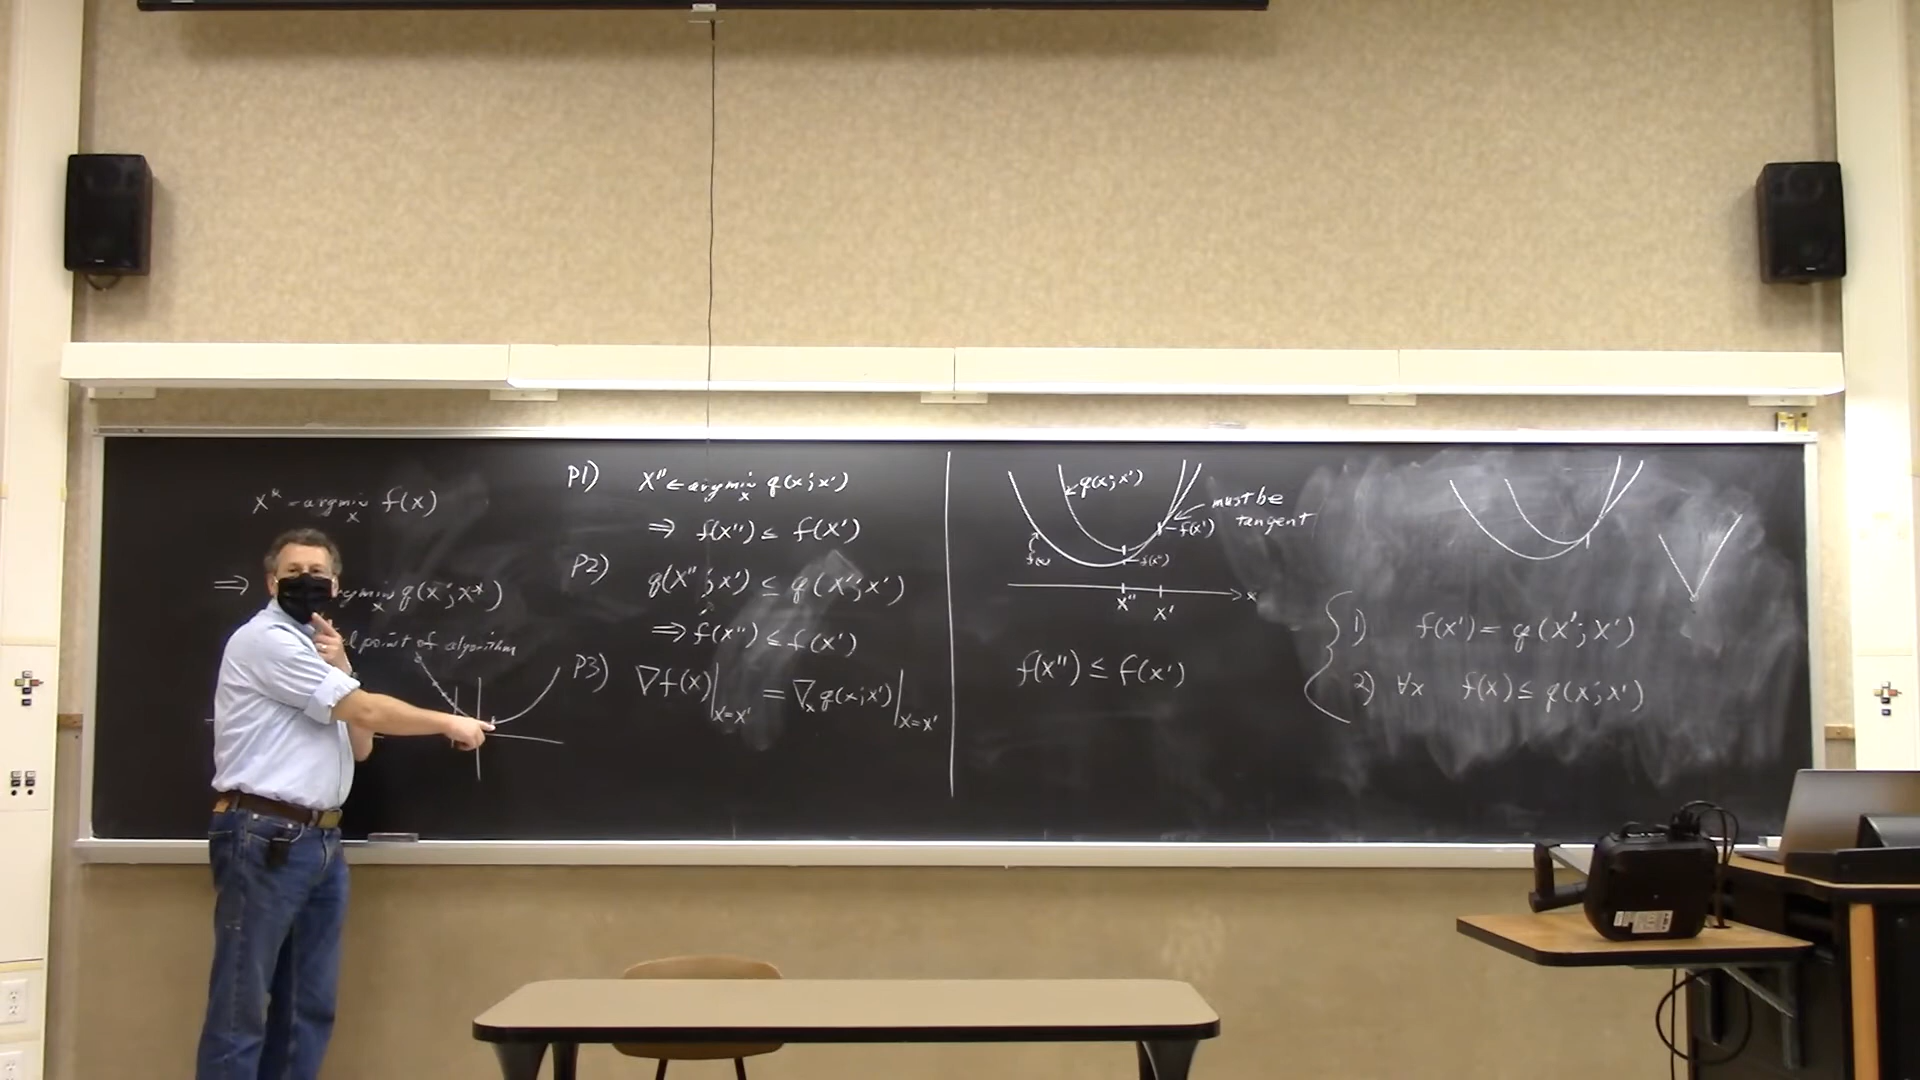 x* ← argmin f(x)
x
⇒ argmin q(x; x*)
x
point of algorithm
P1) x'' ← argmin q(x; x')
x
⇒ f(x'') ≤ f(x')
P2) q(x''; x') ≤ q(x'; x')
⇒ f(x'') ≤ f(x')
P3) ∇f(x)|x=x' = ∇x q(x; x')|x=x'
q(x; x')
must be
tangent
f(x')
f(x)
f(x'')
x
x'' x'
f(x'') ≤ f(x')
1) f(x') = q(x'; x')
2) ∀x f(x) ≤ q(x; x')